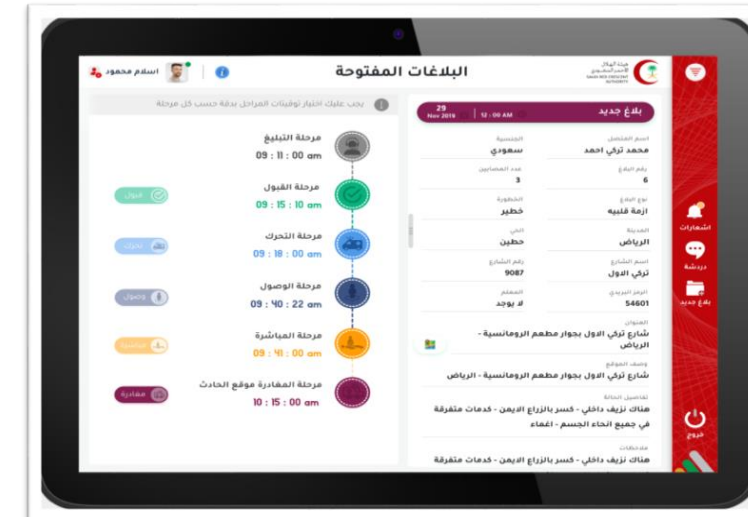 هيئة الهلال
الأحمر السعودي
SAUDI RED CRESCENT
AUTHORITY
البلاغات المفتوحة
اسلام محمود
اشعارات
دردشة
بلاغ جديد
خروج
بلاغ جديد
12 : 00 AM
29
Nov 2019
اسم المتصل
محمد تركي احمد
الجنسية
سعودي
رقم البلاغ
6
عدد المصابين
3
نوع البلاغ
ازمة قلبيه
الخطورة
خطير
المدينة
الرياض
الحي
حطين
اسم الشارع
تركي الاول
رقم الشارع
9087
الرمز البريدي
54601
المعلم
لا يوجد
العنوان
شارع تركي الاول بجوار مطعم الرومانسية -
الرياض
وصف الموقع
شارع تركي الاول بجوار مطعم الرومانسية - الرياض
تفاصيل الحالة
هناك نزيف داخلي - كسر بالزراع الايمن - كدمات متفرقة
في جميع انحاء الجسم - اغماء
ملاحظات
هناك نزيف داخلي - كسر بالزراع الايمن - كدمات متفرقة
يجب عليك اختيار توقيتات المراحل بدقة حسب كل مرحلة
مرحلة التبليغ
09 : 11 : 00 am
مرحلة القبول
09 : 15 : 10 am
قبول
مرحلة التحرك
09 : 18 : 00 am
تحرك
مرحلة الوصول
09 : 40 : 22 am
وصول
مرحلة المباشرة
09 : 41 : 00 am
مباشرة
مرحلة المغادرة موقع الحادث
10 : 15 : 00 am
مغادرة